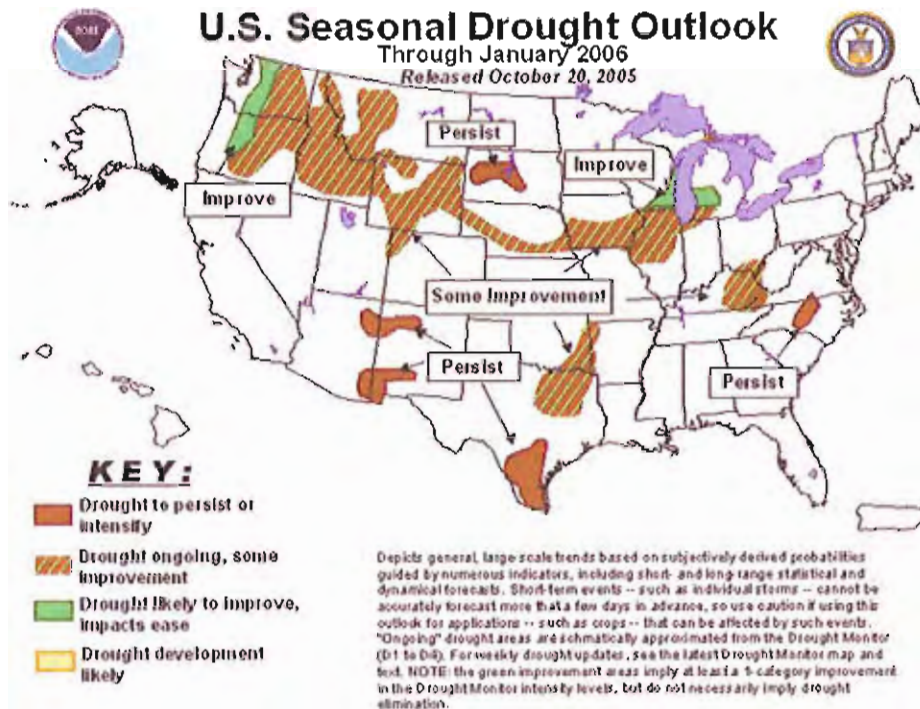 U.S. Seasonal Drought Outlook
Through January 2006
Released October 20, 2005
Persist
Improve
Improve
Some Improvement
Persist
Persist
KEY:
Drought to persist or
intensify
Drought ongoing, some
improvement
Drought likely to improve,
impacts ease
Drought development
likely
Depicts general, large-scale trends based on subjectively derived probabilities
guided by numerous indicators, including short- and long-range statistical and
dynamical forecasts. Short-term events -- such as individual storms -- cannot be
accurately forecast more that a few days in advance, so use caution if using this
outlook for applications -- such as crops -- that can be affected by such events.
"Ongoing" drought areas are schmatically approximated from the Drought Monitor
(D1 to D4). For weekly drought updates, see the latest Drought Monitor map and
text. NOTE: the green improvement areas imply at least a 1-category improvement
in the Drought Monitor intensity levels, but do not necessarily imply drought
elimination.